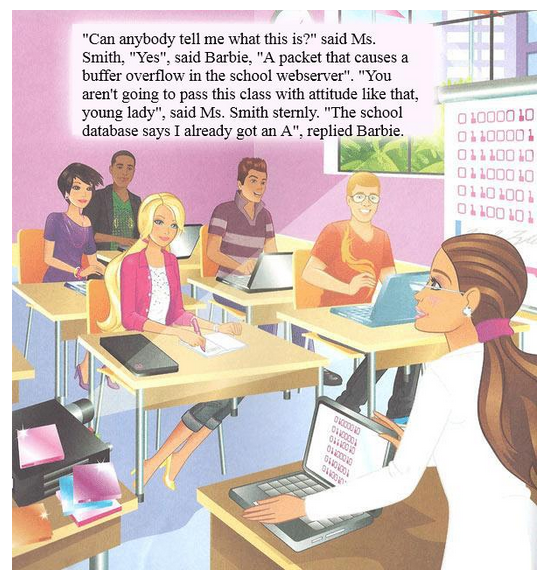 "Can anybody tell me what this is?" said Ms.
Smith, "Yes", said Barbie, "A packet that causes a
buffer overflow in the school webserver". "You
aren't going to pass this class with attitude like that,
young lady", said Ms. Smith sternly. "The school
database says I already got an A", replied Barbie.